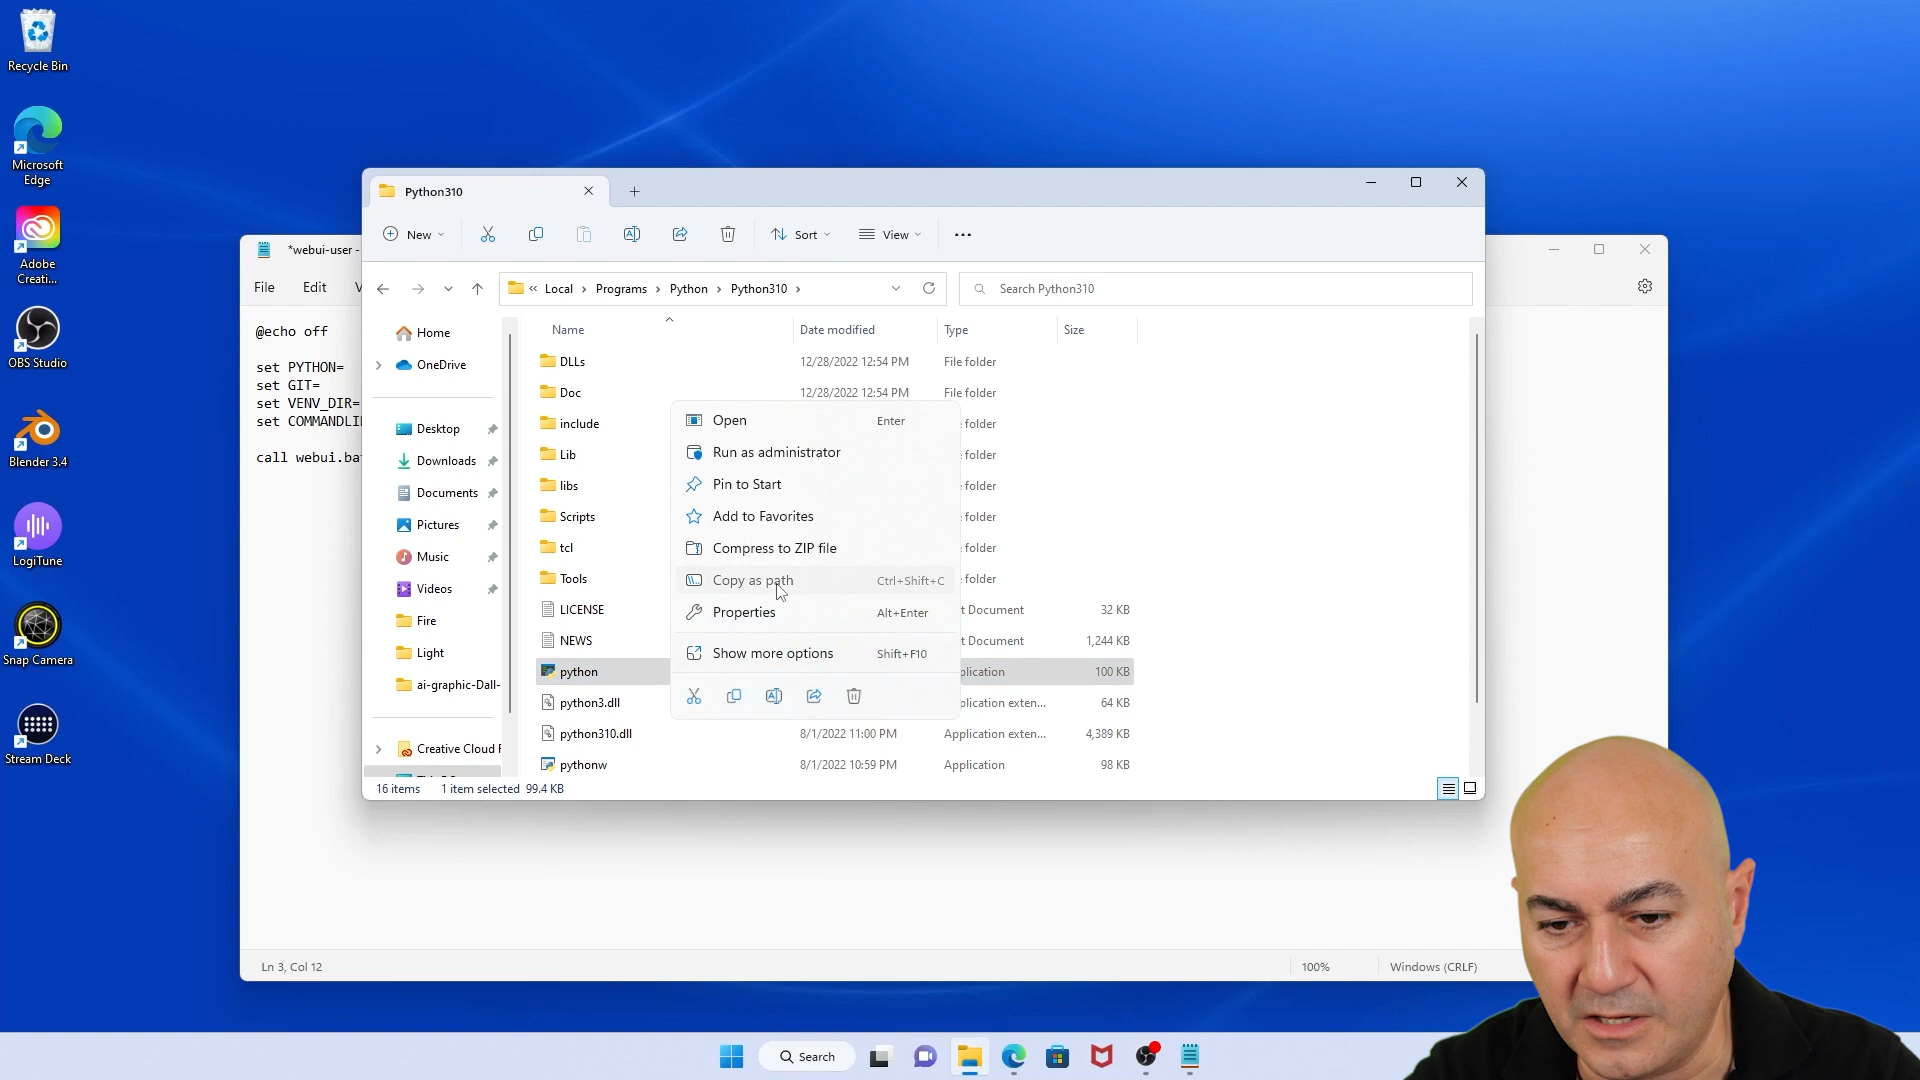 Recycle Bin
Microsoft
Edge
Adobe
Creati...
OBS Studio
Blender 3.4
LogiTune
Snap Camera
Stream Deck
*webui-user -
File Edit V
@echo off
set PYTHON=
set GIT=
set VENV_DIR=
set COMMANDLI
call webui.bat
Ln 3, Col 12
100%
Windows (CRLF)
Python310
New
Sort
View
« Local > Programs > Python > Python310 >
Search Python310
Home
OneDrive
Desktop
Downloads
Documents
Pictures
Music
Videos
Fire
Light
ai-graphic-Dall-
Creative Cloud F
Name Date modified Type Size
DLLs 12/28/2022 12:54 PM File folder
Doc 12/28/2022 12:54 PM File folder
include folder
Lib folder
libs folder
Scripts folder
tcl folder
Tools folder
LICENSE t Document 32 KB
NEWS t Document 1,244 KB
python plication 100 KB
python3.dll plication exten... 64 KB
python310.dll 8/1/2022 11:00 PM Application exten... 4,389 KB
pythonw 8/1/2022 10:59 PM Application 98 KB
Open Enter
Run as administrator
Pin to Start
Add to Favorites
Compress to ZIP file
Copy as path Ctrl+Shift+C
Properties Alt+Enter
Show more options Shift+F10
16 items 1 item selected 99.4 KB
Search